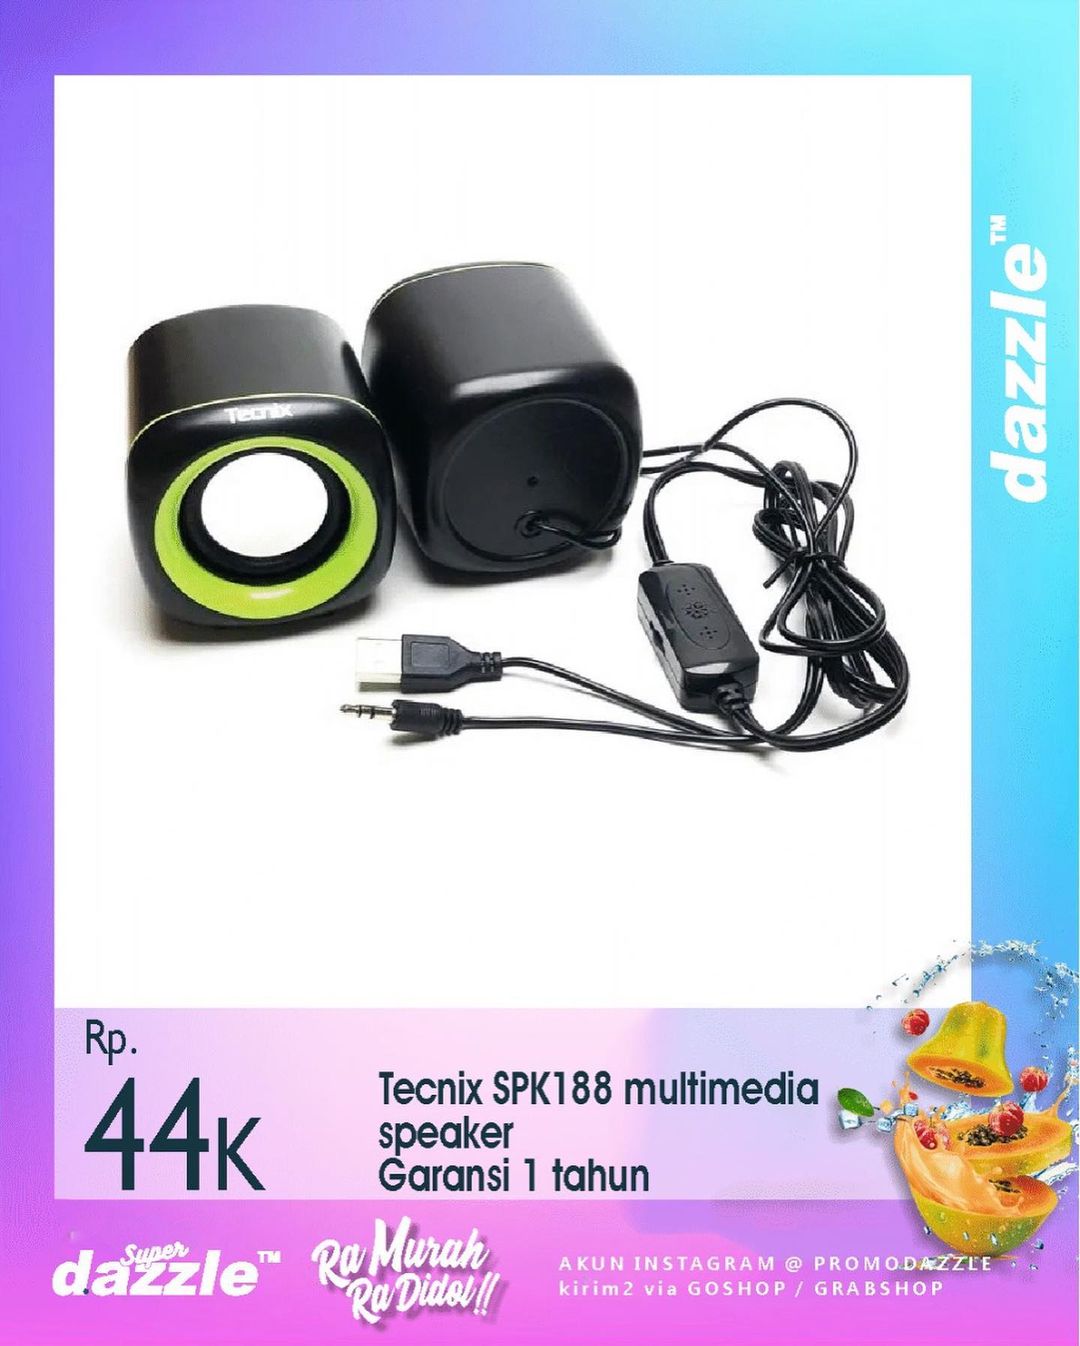 dazzle™
Tecnix
Rp.
44K
Tecnix SPK188 multimedia
speaker
Garansi 1 tahun
Super
dazzle™
Ra Murah
Ra Didol!!
AKUN INSTAGRAM @ PROMODAZZLE
kirim2 via GOSHOP / GRABSHOP